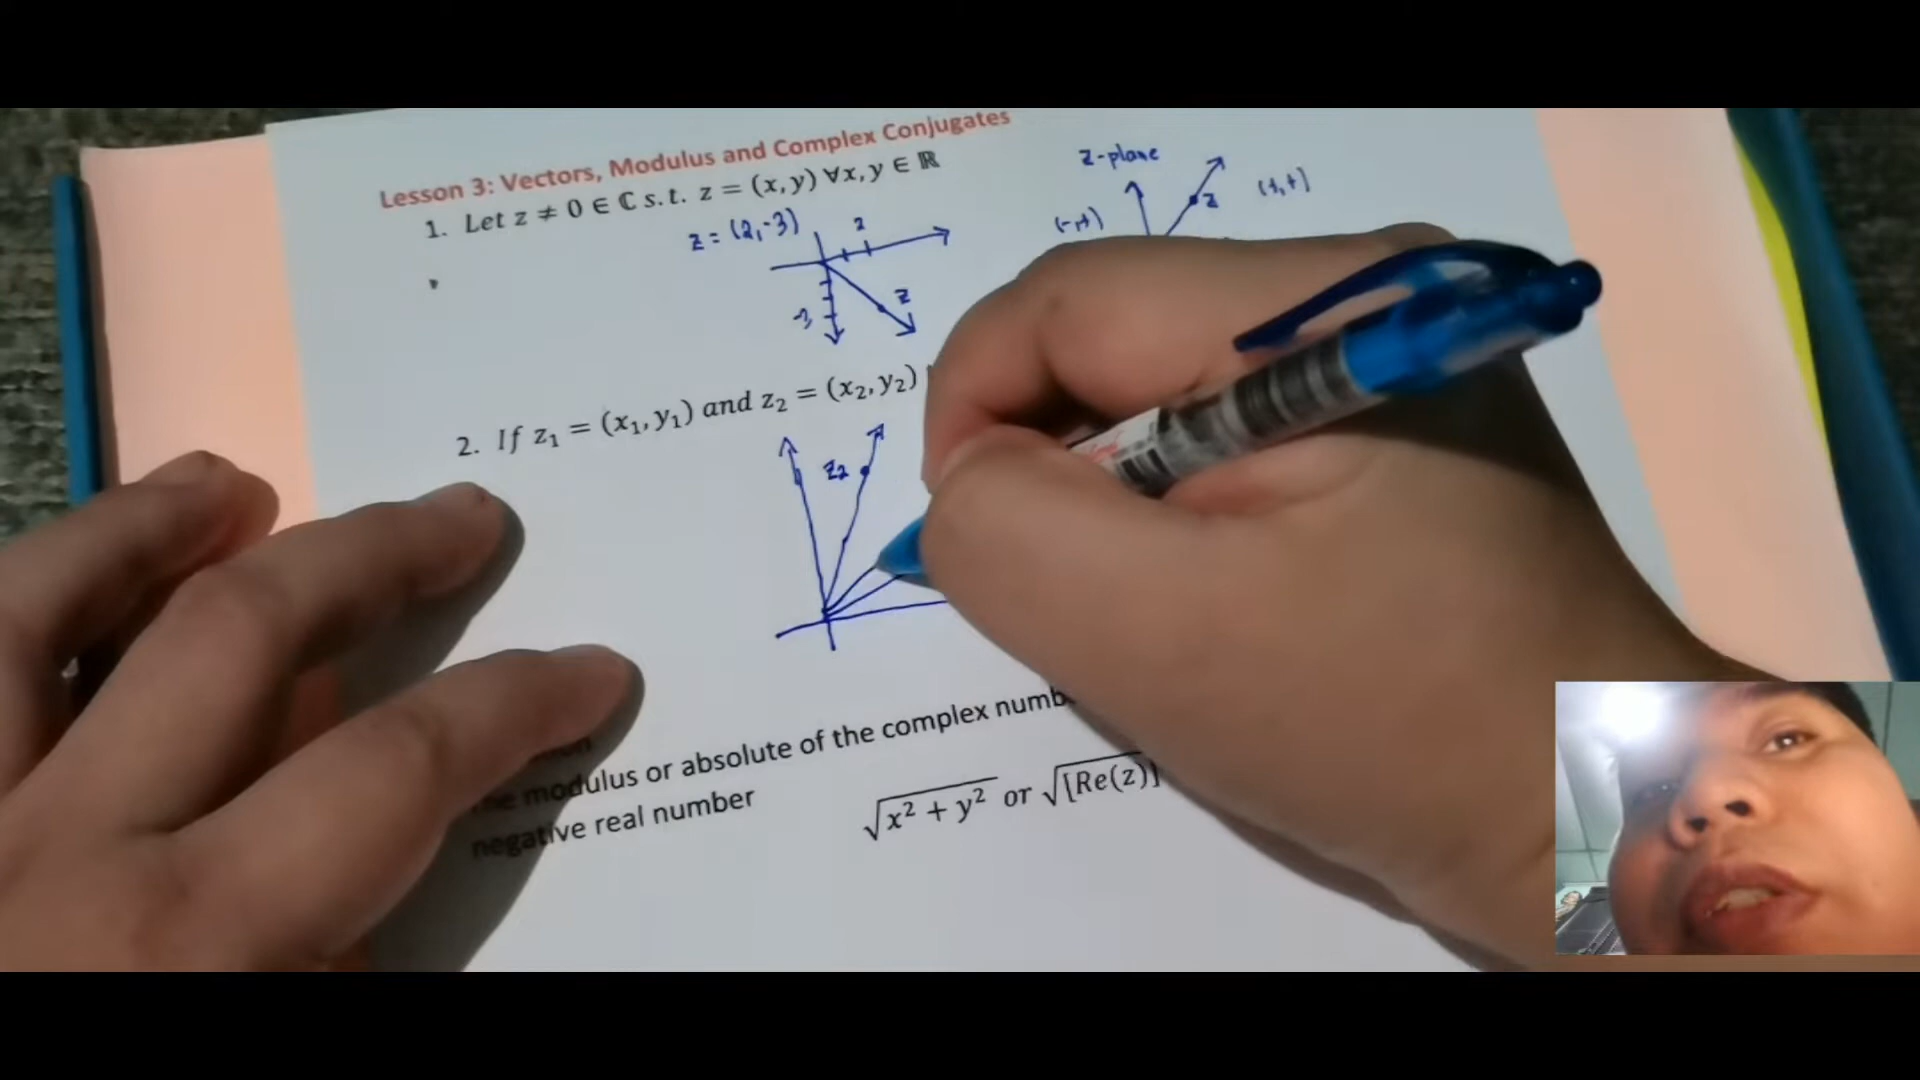 Lesson 3: Vectors, Modulus and Complex Conjugates
1. Let z ≠ 0 ∈ ℂ s.t. z = (x, y) ∀x, y ∈ ℝ
z-plane
z
(+,+)
(-,+)
z = (2,-3)
2
z
-3
2. If z₁ = (x₁, y₁) and z₂ = (x₂, y₂)
z₂
modulus or absolute of the complex
negative real number
√x² + y² or √[Re(z)]